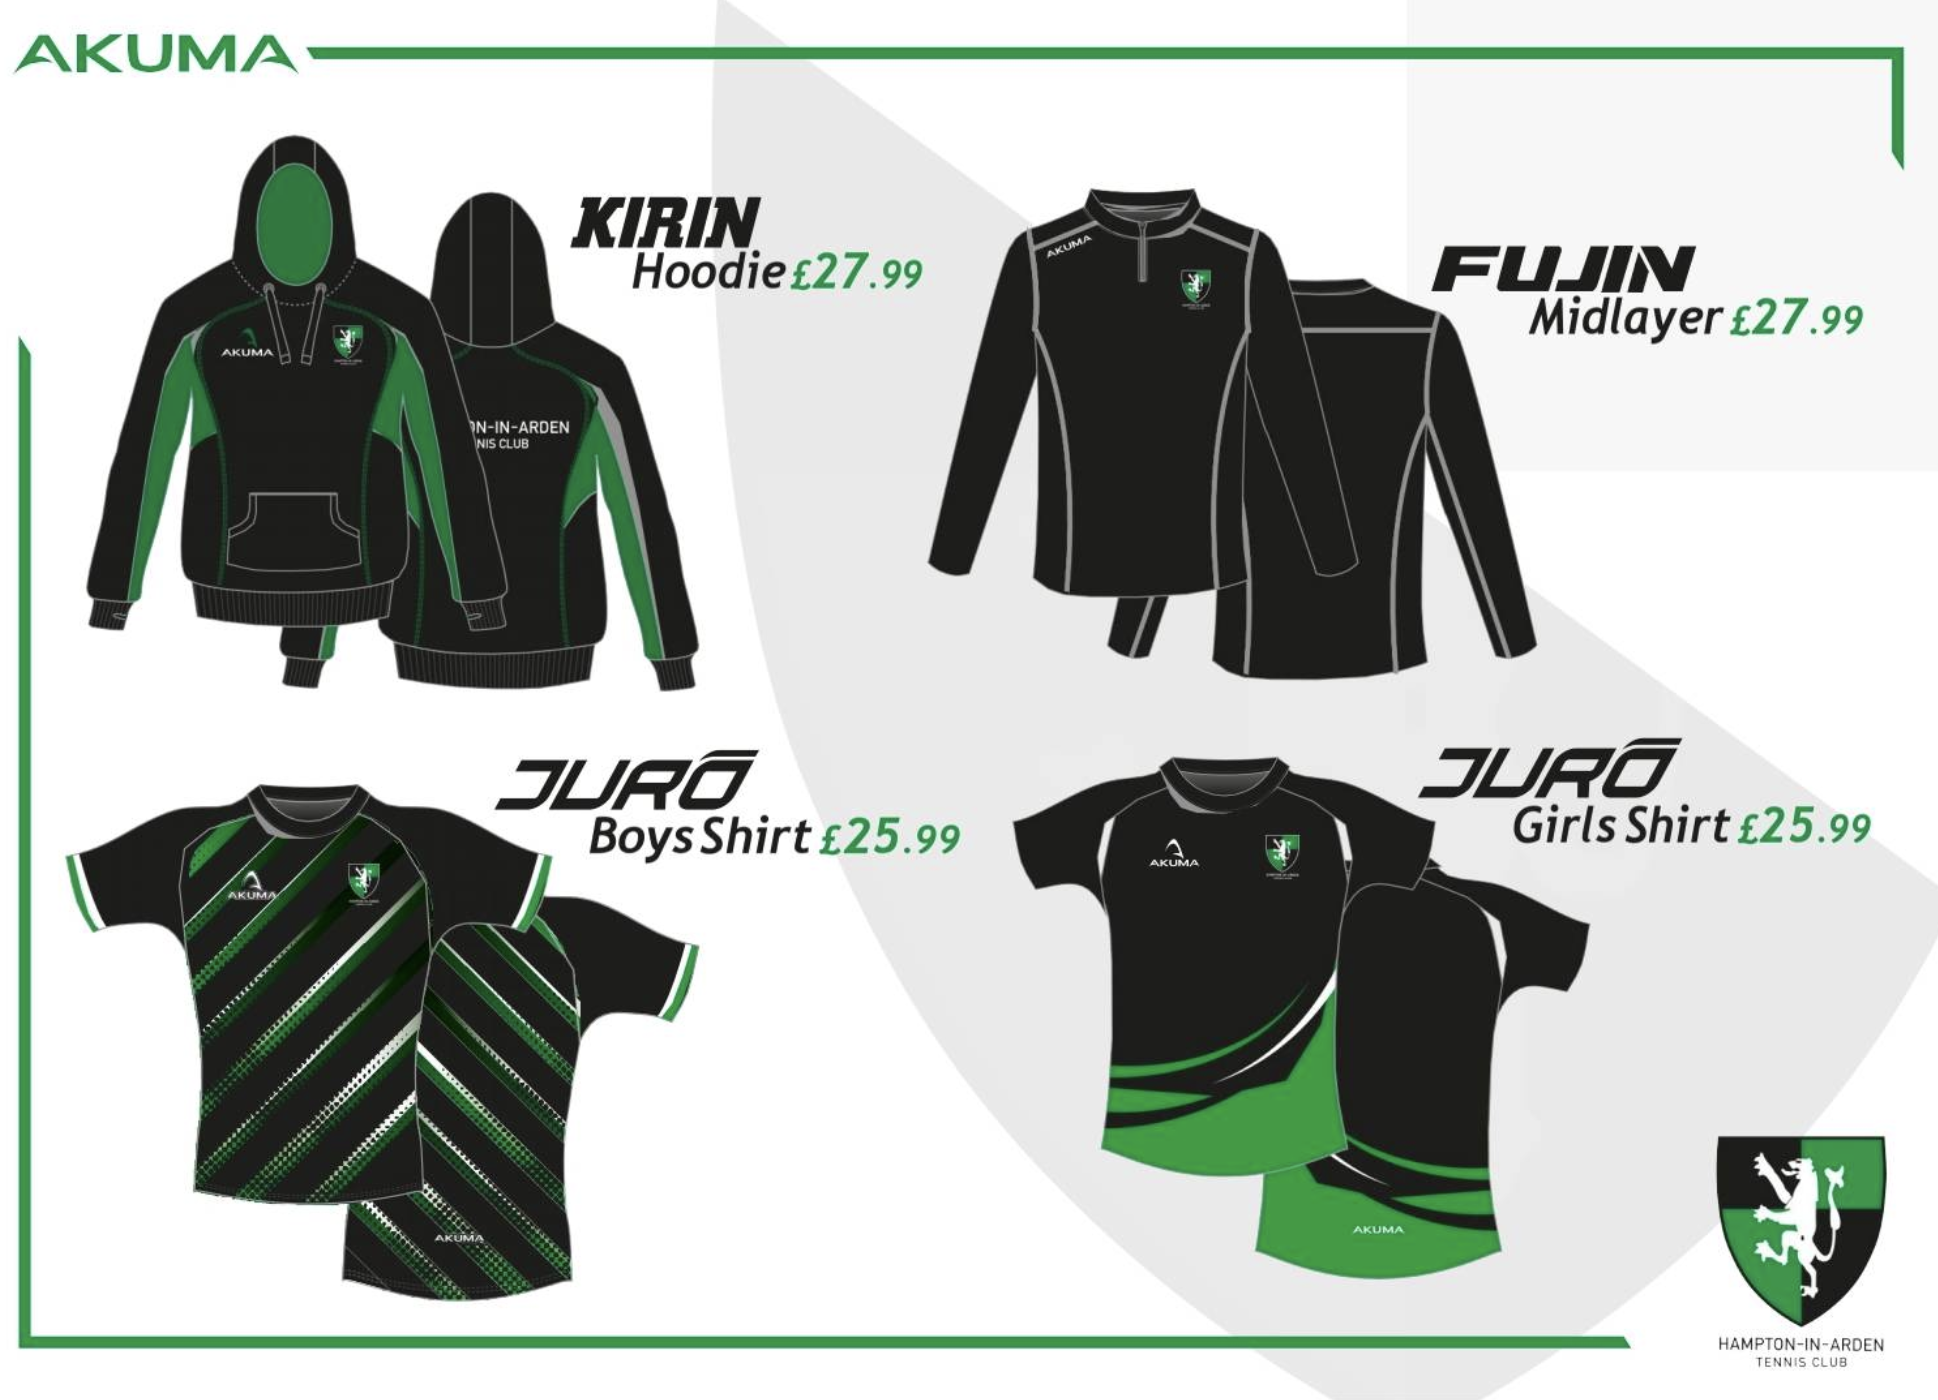 AKUMA
KIRIN
Hoodie £27.99
AKUMA
ON-IN-ARDEN
NIS CLUB
FUJIN
Midlayer £27.99
AKUMA
JURŌ
Boys Shirt £25.99
AKUMA
AKUMA
JURŌ
Girls Shirt £25.99
AKUMA
AKUMA
HAMPTON-IN-ARDEN
TENNIS CLUB